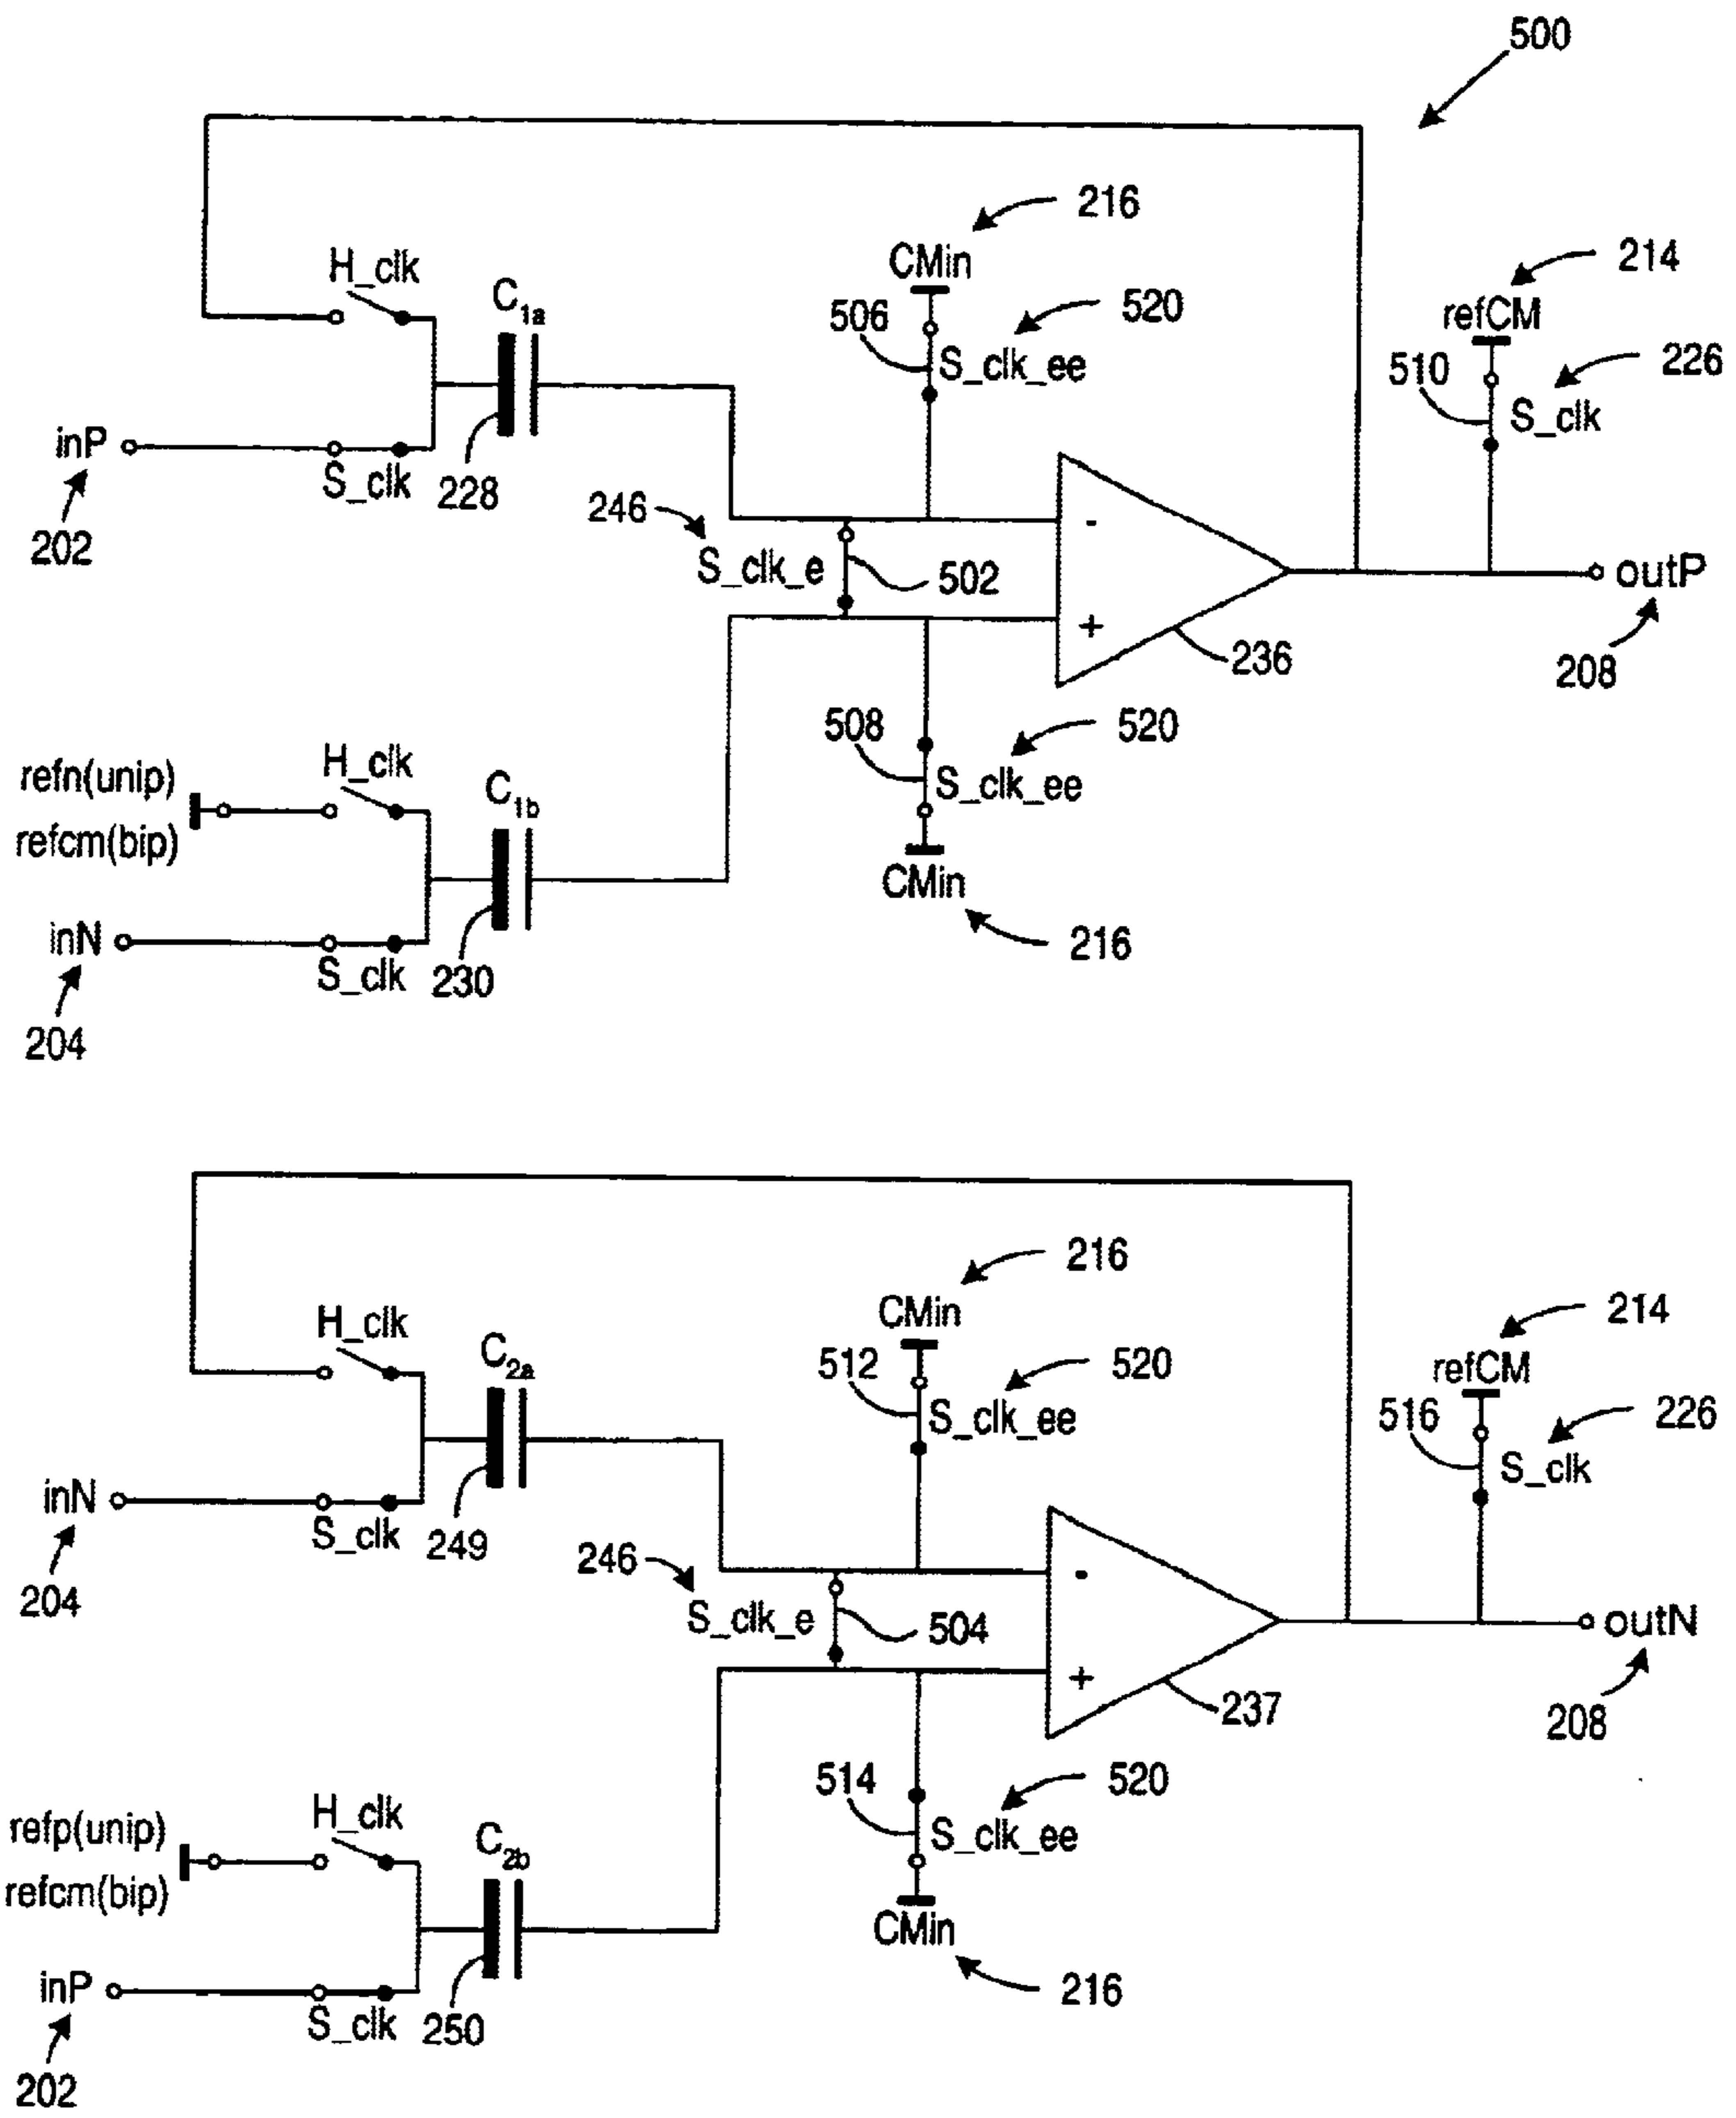 500
216
CMin
214
refCM
H_clk
C1a
506
520
S_clk_ee
510
226
S_clk
inP
S_clk
228
202
246
S_clk_e
502
-
+
236
outP
208
508
520
S_clk_ee
CMin
216
refn(unip)
refcm(bip)
H_clk
C1b
inN
S_clk
230
204
216
CMin
214
refCM
H_clk
C2a
512
520
S_clk_ee
516
226
S_clk
inN
S_clk
249
204
246
S_clk_e
504
-
+
237
outN
208
514
520
S_clk_ee
CMin
216
refp(unip)
refcm(bip)
H_clk
C2b
inP
S_clk
250
202